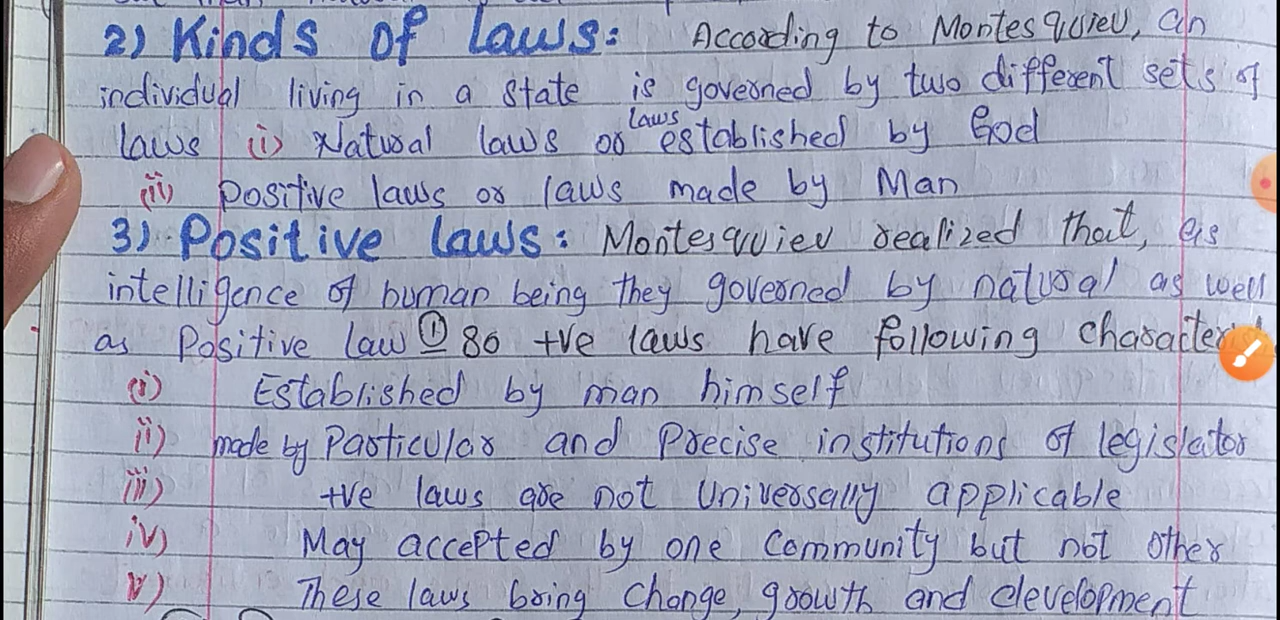 2) Kinds of laws: According to Montesquieu, an
individual living in a state is governed by two different sets of
laws (i) Natural laws or laws established by God
(ii) Positive laws or laws made by Man
3) Positive laws: Montesquieu realized that, as
intelligence of human being they governed by natural as well
as Positive law ① so +ve laws have following character
(i) Established by man himself
ii) made by Particular and Precise institutions of legislator
iii) +ve laws are not Universally applicable
iv) May accepted by one Community but not other
v) These laws bring change, growth and development